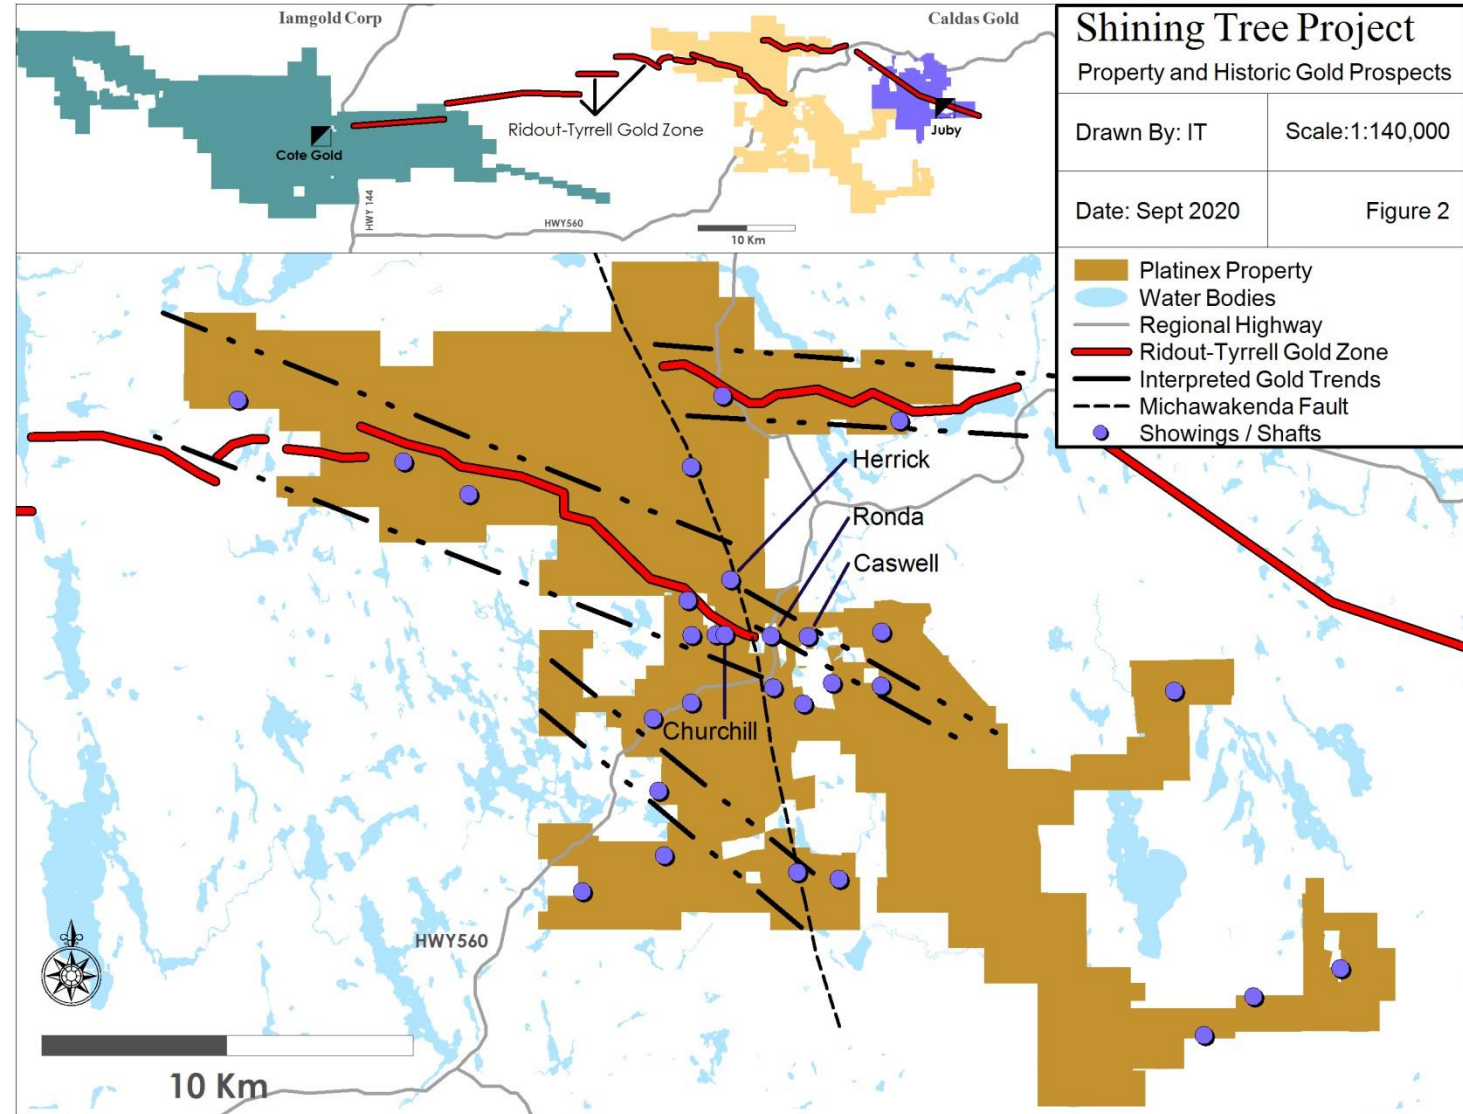 Iamgold Corp
Caldas Gold
Ridout-Tyrrell Gold Zone
Cote Gold
Juby
HWY 144
HWY560
10 Km
Shining Tree Project
Property and Historic Gold Prospects
Drawn By: IT
Scale:1:140,000
Date: Sept 2020
Figure 2
Platinex Property
Water Bodies
Regional Highway
Ridout-Tyrrell Gold Zone
Interpreted Gold Trends
Michawakenda Fault
Showings / Shafts
Herrick
Ronda
Caswell
Churchill
HWY560
10 Km